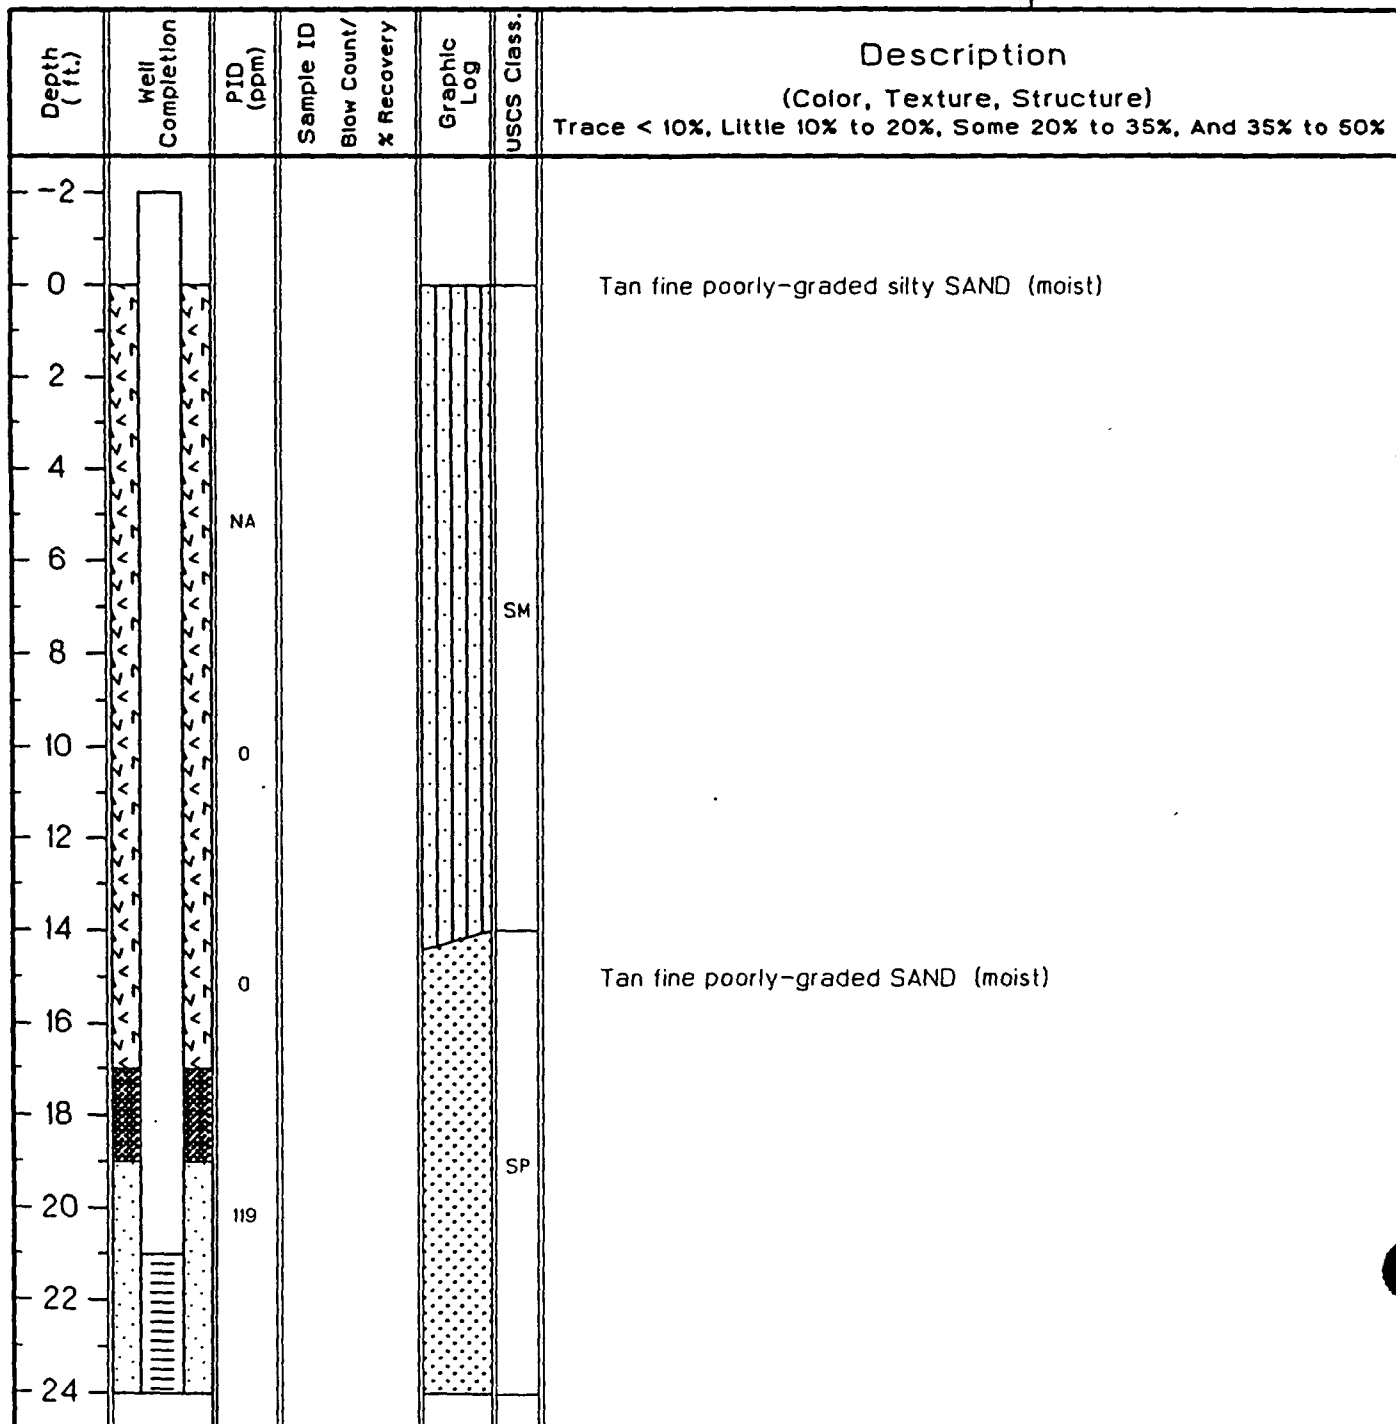 Depth
(ft.)
Well
Completion
PID
(ppm)
Sample ID
Blow Count/
% Recovery
Graphic
Log
USCS Class.
Description
(Color, Texture, Structure)
Trace < 10%, Little 10% to 20%, Some 20% to 35%, And 35% to 50%
-2
0
Tan fine poorly-graded silty SAND (moist)
2
4
NA
6
SM
8
10
0
12
14
0
Tan fine poorly-graded SAND (moist)
16
18
SP
20
119
22
24